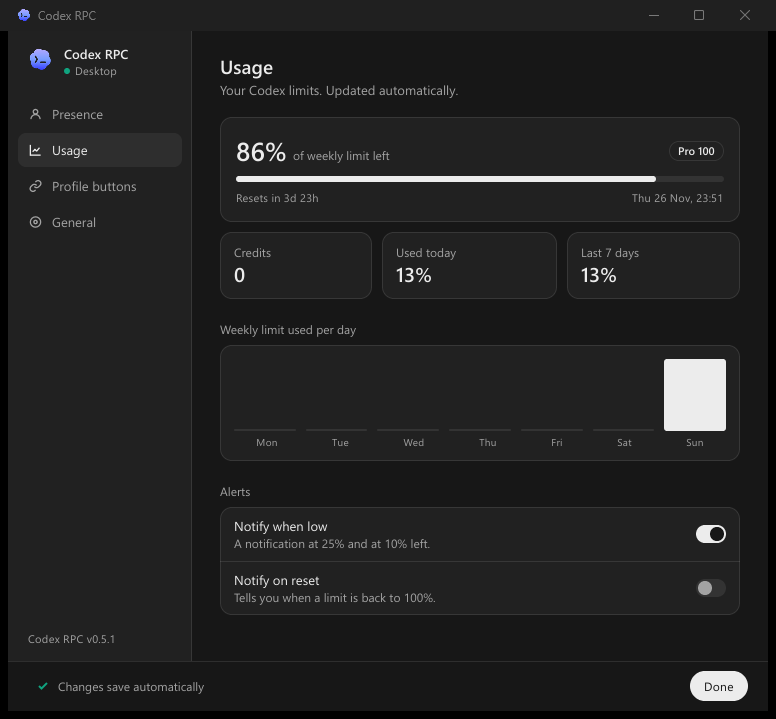 Codex RPC
Codex RPC
Desktop
Presence
Usage
Profile buttons
General
Codex RPC v0.5.1
Usage
Your Codex limits. Updated automatically.
86% of weekly limit left
Pro 100
Resets in 3d 23h
Thu 26 Nov, 23:51
Credits
0
Used today
13%
Last 7 days
13%
Weekly limit used per day
Mon Tue Wed Thu Fri Sat Sun
Alerts
Notify when low
A notification at 25% and at 10% left.
Notify on reset
Tells you when a limit is back to 100%.
Changes save automatically
Done